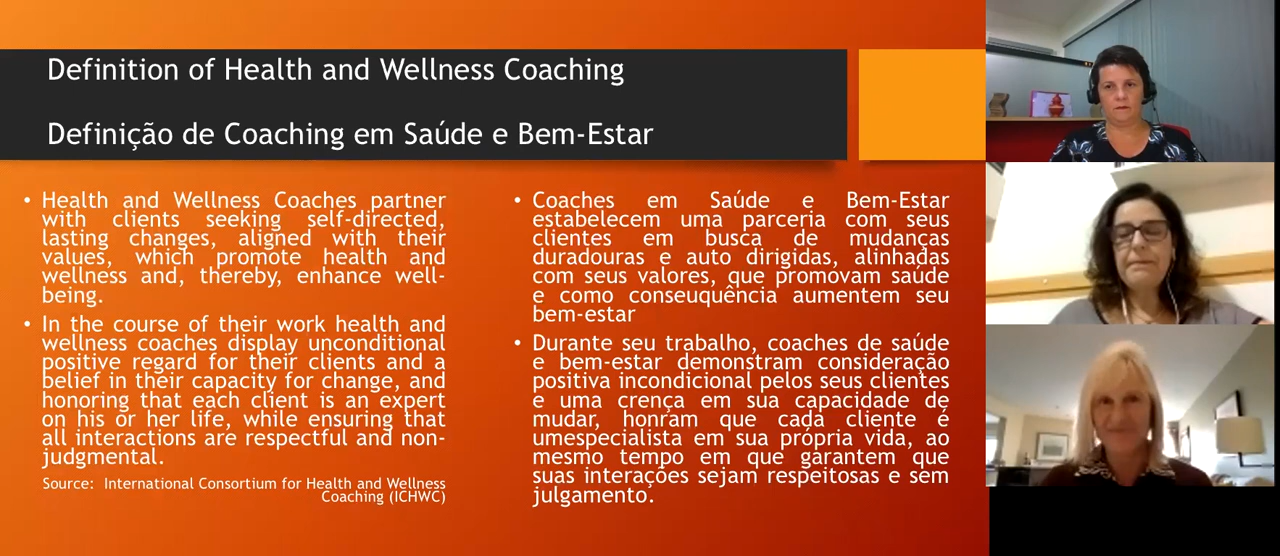 Definition of Health and Wellness Coaching
Definição de Coaching em Saúde e Bem-Estar
• Health and Wellness Coaches partner
with clients seeking self-directed,
lasting changes, aligned with their
values, which promote health and
wellness and, thereby, enhance well-
being.
• In the course of their work health and
wellness coaches display unconditional
positive regard for their clients and a
belief in their capacity for change, and
honoring that each client is an expert
on his or her life, while ensuring that
all interactions are respectful and non-
judgmental.
Source: International Consortium for Health and Wellness
Coaching (ICHWC)
• Coaches em Saúde e Bem-Estar
estabelecem uma parceria com seus
clientes em busca de mudanças
duradouras e auto dirigidas, alinhadas
com seus valores, que promovam saúde
e como conseuquência aumentem seu
bem-estar
• Durante seu trabalho, coaches de saúde
e bem-estar demonstram consideração
positiva incondicional pelos seus clientes
e uma crença em sua capacidade de
mudar, honram que cada cliente é
umespecialista em sua própria vida, ao
mesmo tempo em que garantem que
suas interações sejam respeitosas e sem
julgamento.